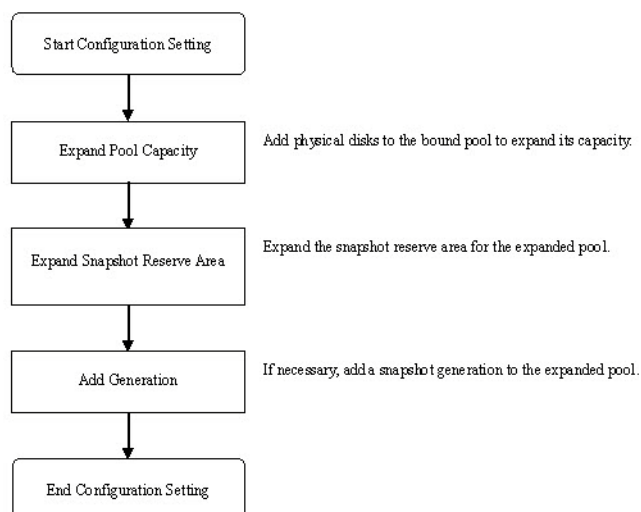 Start Configuration Setting
Expand Pool Capacity
Add physical disks to the bound pool to expand its capacity.
Expand Snapshot Reserve Area
Expand the snapshot reserve area for the expanded pool.
Add Generation
If necessary, add a snapshot generation to the expanded pool.
End Configuration Setting